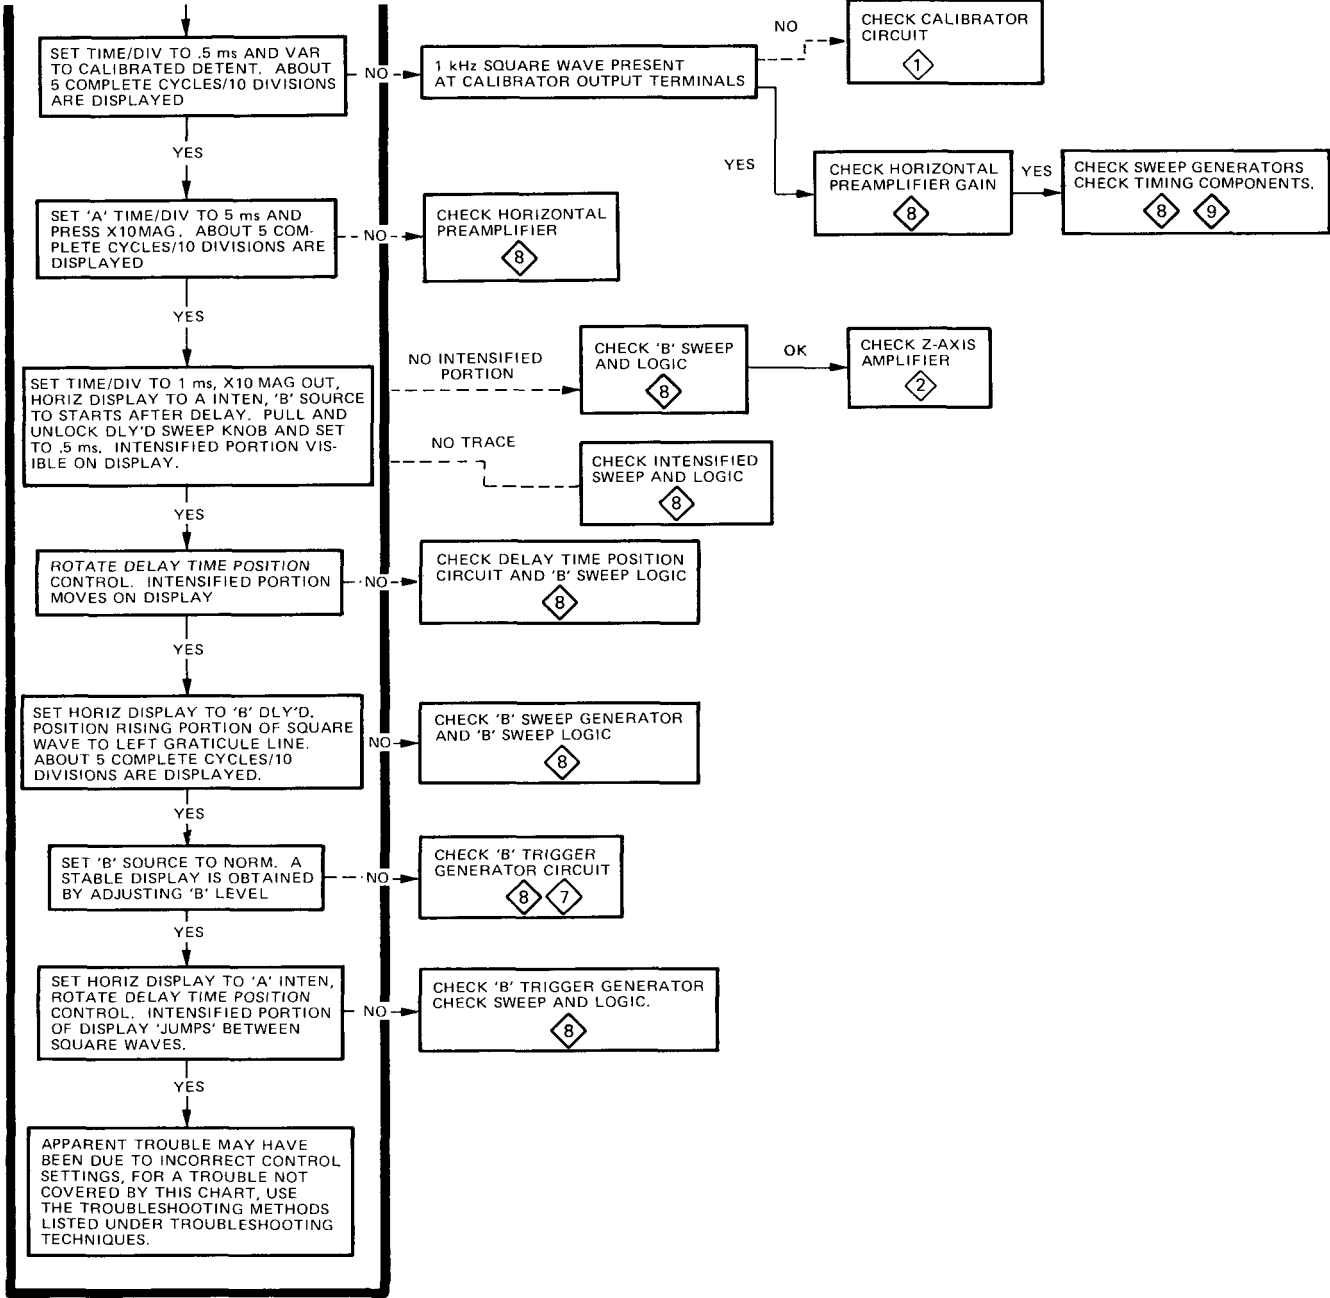 SET TIME/DIV TO .5 ms AND VAR
TO CALIBRATED DETENT. ABOUT
5 COMPLETE CYCLES/10 DIVISIONS
ARE DISPLAYED
NO
1 kHz SQUARE WAVE PRESENT
AT CALIBRATOR OUTPUT TERMINALS
NO
CHECK CALIBRATOR
CIRCUIT
1
YES
CHECK HORIZONTAL
PREAMPLIFIER GAIN
8
YES
CHECK SWEEP GENERATORS
CHECK TIMING COMPONENTS.
8 9
YES
SET 'A' TIME/DIV TO 5 ms AND
PRESS X10MAG. ABOUT 5 COM-
PLETE CYCLES/10 DIVISIONS ARE
DISPLAYED
NO
CHECK HORIZONTAL
PREAMPLIFIER
8
YES
SET TIME/DIV TO 1 ms, X10 MAG OUT,
HORIZ DISPLAY TO A INTEN, 'B' SOURCE
TO STARTS AFTER DELAY. PULL AND
UNLOCK DLY'D SWEEP KNOB AND SET
TO .5 ms. INTENSIFIED PORTION VIS-
IBLE ON DISPLAY.
NO INTENSIFIED
PORTION
CHECK 'B' SWEEP
AND LOGIC
8
OK
CHECK Z-AXIS
AMPLIFIER
2
NO TRACE
CHECK INTENSIFIED
SWEEP AND LOGIC
8
YES
ROTATE DELAY TIME POSITION
CONTROL. INTENSIFIED PORTION
MOVES ON DISPLAY
NO
CHECK DELAY TIME POSITION
CIRCUIT AND 'B' SWEEP LOGIC
8
YES
SET HORIZ DISPLAY TO 'B' DLY'D.
POSITION RISING PORTION OF SQUARE
WAVE TO LEFT GRATICULE LINE.
ABOUT 5 COMPLETE CYCLES/10
DIVISIONS ARE DISPLAYED.
NO
CHECK 'B' SWEEP GENERATOR
AND 'B' SWEEP LOGIC
8
YES
SET 'B' SOURCE TO NORM. A
STABLE DISPLAY IS OBTAINED
BY ADJUSTING 'B' LEVEL
NO
CHECK 'B' TRIGGER
GENERATOR CIRCUIT
8 7
YES
SET HORIZ DISPLAY TO 'A' INTEN,
ROTATE DELAY TIME POSITION
CONTROL. INTENSIFIED PORTION
OF DISPLAY 'JUMPS' BETWEEN
SQUARE WAVES.
NO
CHECK 'B' TRIGGER GENERATOR
CHECK SWEEP AND LOGIC.
8
YES
APPARENT TROUBLE MAY HAVE
BEEN DUE TO INCORRECT CONTROL
SETTINGS, FOR A TROUBLE NOT
COVERED BY THIS CHART, USE
THE TROUBLESHOOTING METHODS
LISTED UNDER TROUBLESHOOTING
TECHNIQUES.